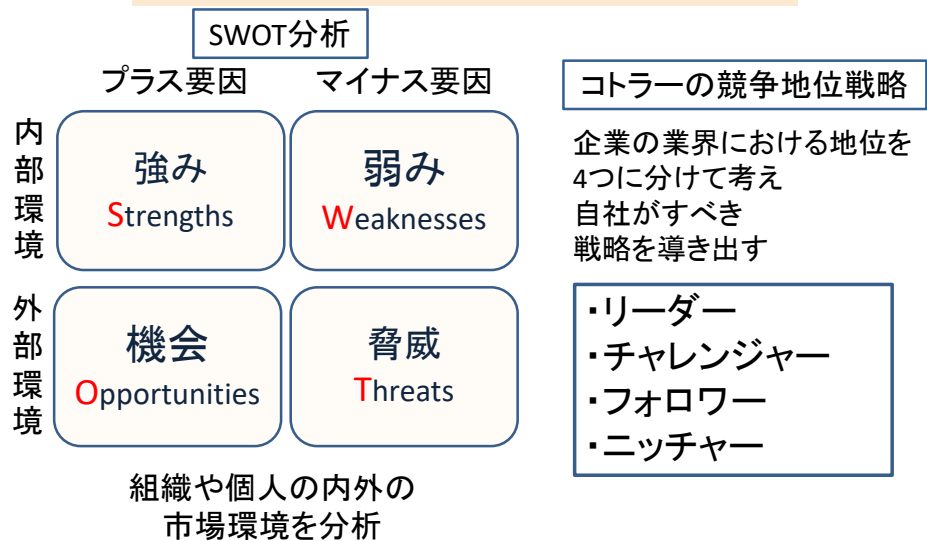 SWOT分析
プラス要因
マイナス要因
内部環境
強み
Strengths
弱み
Weaknesses
外部環境
機会
Opportunities
脅威
Threats
組織や個人の内外の
市場環境を分析
コトラーの競争地位戦略
企業の業界における地位を
4つに分けて考え
自社がすべき
戦略を導き出す
・リーダー
・チャレンジャー
・フォロワー
・ニッチャー